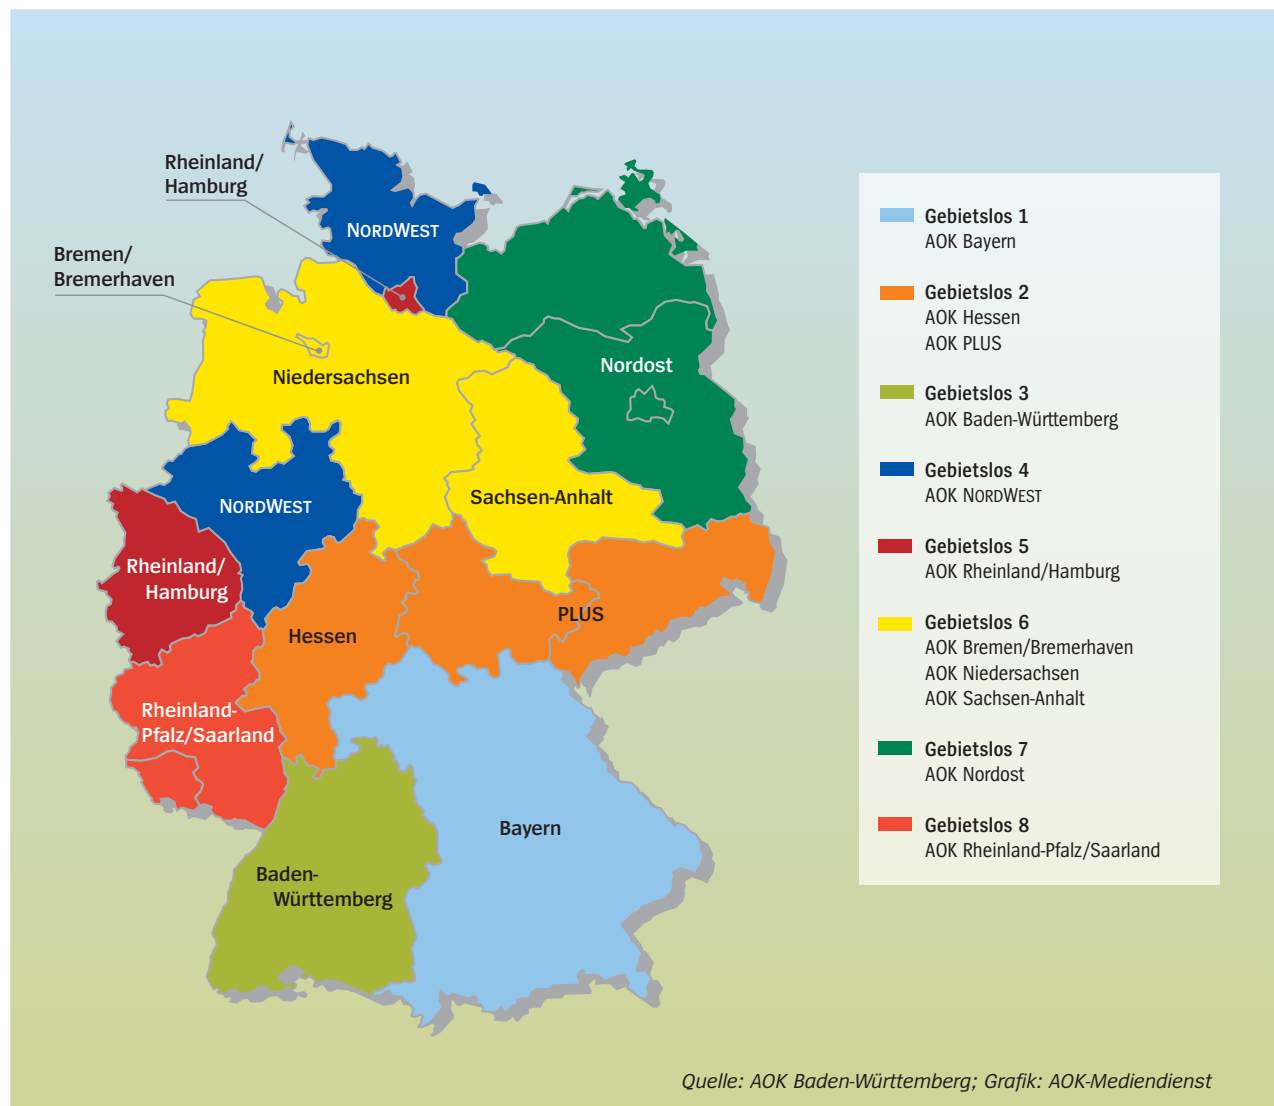 Rheinland/
Hamburg
NORDWEST
Bremen/
Bremerhaven
Niedersachsen
Nordost
NORDWEST
Sachsen-Anhalt
Rheinland/
Hamburg
Hessen
PLUS
Rheinland-
Pfalz/Saarland
Bayern
Baden-
Württemberg
Gebietslos 1
AOK Bayern
Gebietslos 2
AOK Hessen
AOK PLUS
Gebietslos 3
AOK Baden-Württemberg
Gebietslos 4
AOK NORDWEST
Gebietslos 5
AOK Rheinland/Hamburg
Gebietslos 6
AOK Bremen/Bremerhaven
AOK Niedersachsen
AOK Sachsen-Anhalt
Gebietslos 7
AOK Nordost
Gebietslos 8
AOK Rheinland-Pfalz/Saarland
Quelle: AOK Baden-Württemberg; Grafik: AOK-Mediendienst